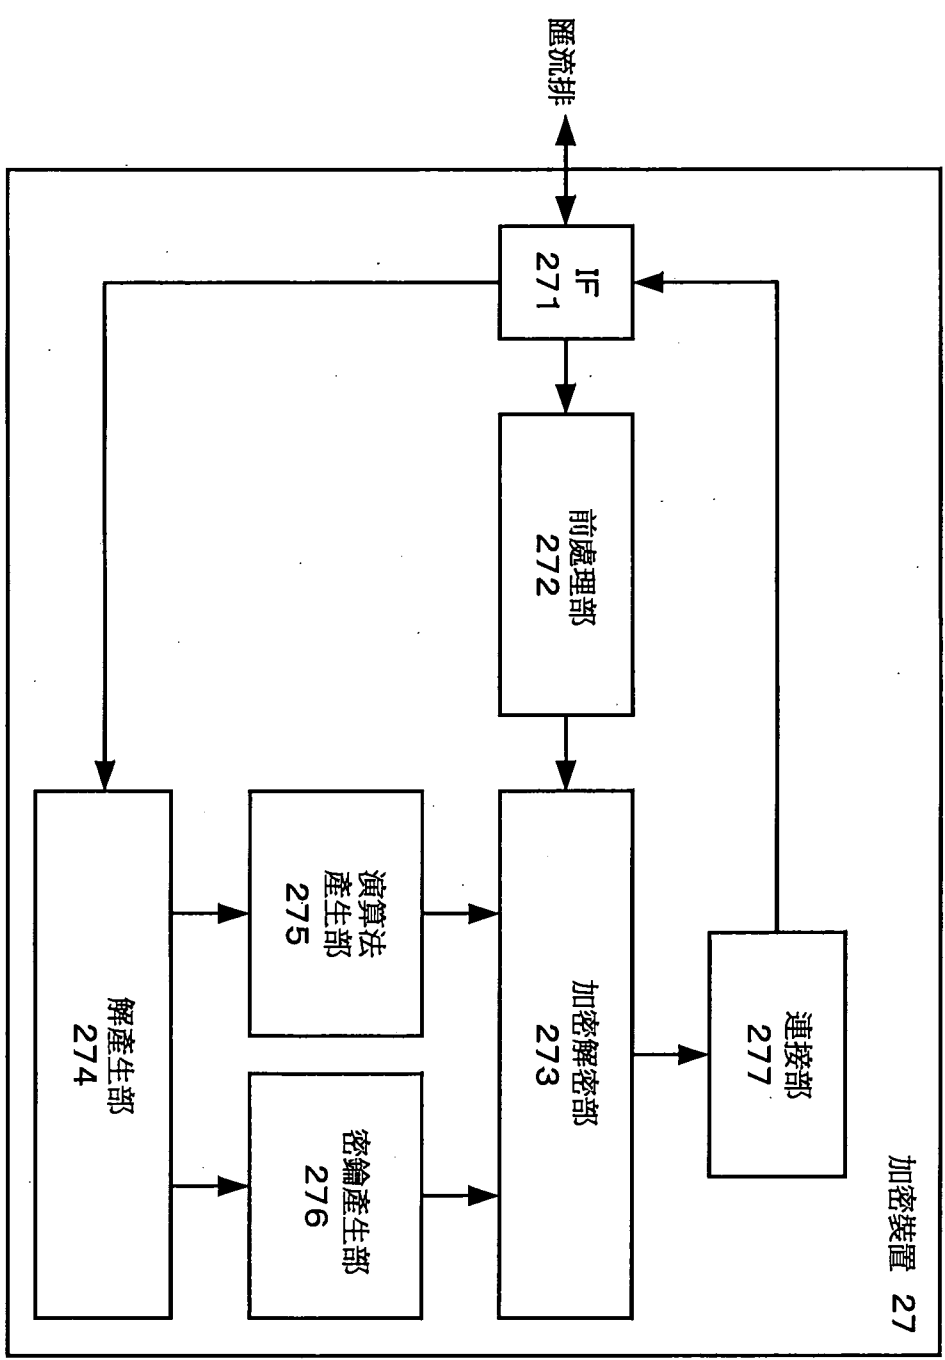 加密裝置 27
匯流排
IF
271
前處理部
272
加密解密部
273
連接部
277
演算法
產生部
275
密鑰產生部
276
解產生部
274